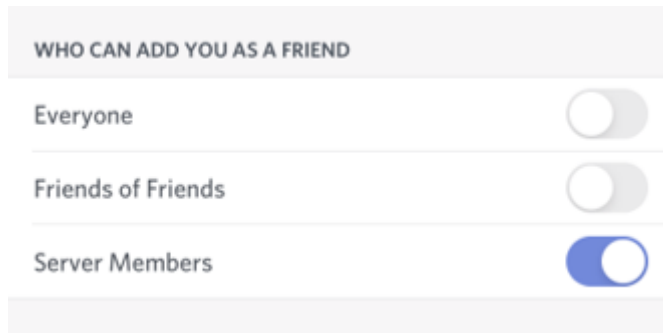 WHO CAN ADD YOU AS A FRIEND
Everyone
Friends of Friends
Server Members